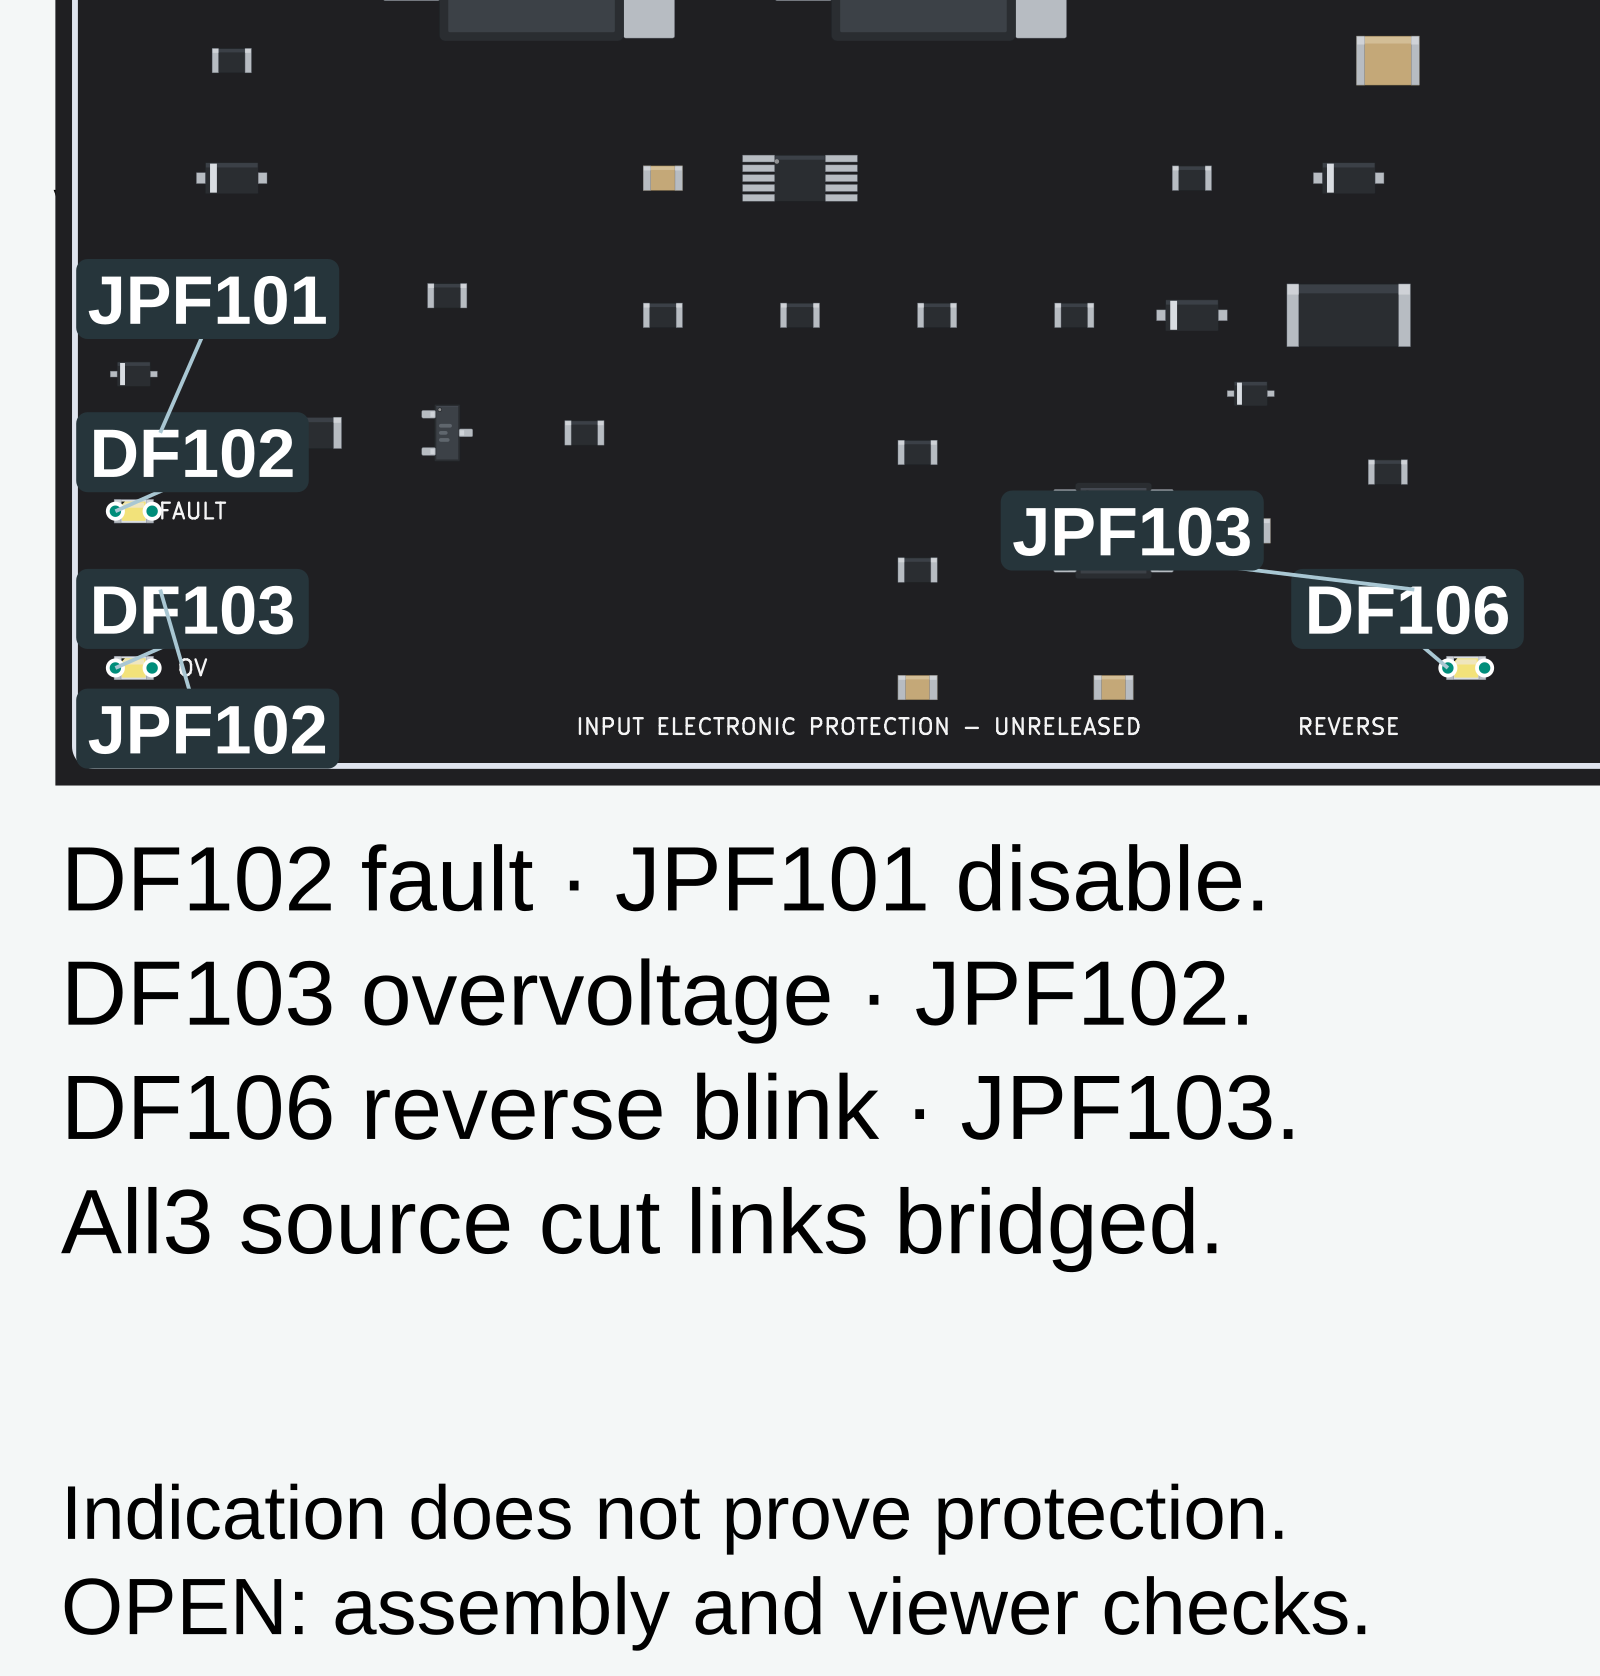 JPF101
DF102
FAULT
JPF103
DF103
DF106
OV
JPF102
INPUT ELECTRONIC PROTECTION – UNRELEASED
REVERSE
DF102 fault · JPF101 disable.
DF103 overvoltage · JPF102.
DF106 reverse blink · JPF103.
All3 source cut links bridged.
Indication does not prove protection.
OPEN: assembly and viewer checks.